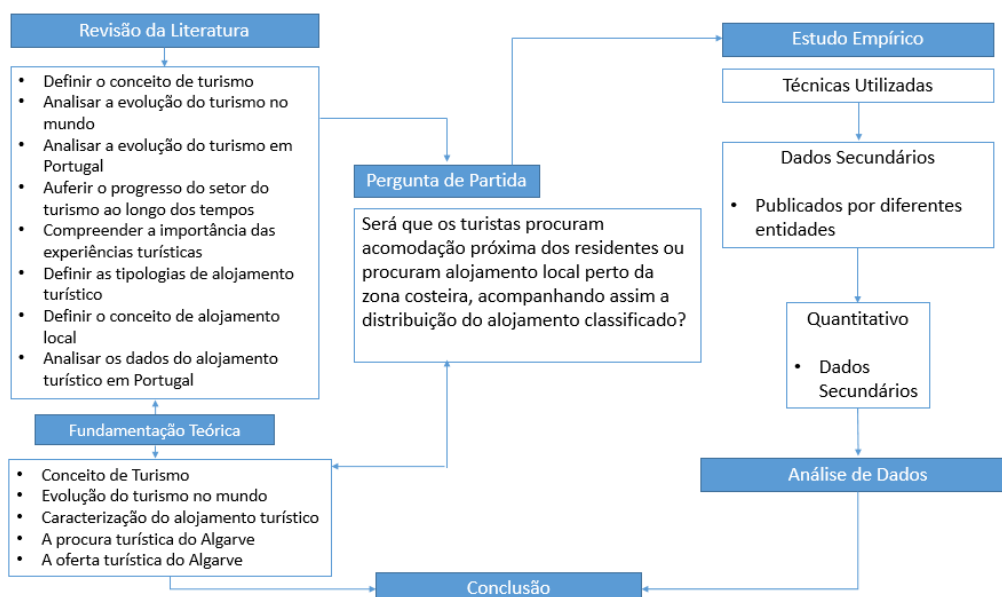 Revisão da Literatura
• Definir o conceito de turismo
• Analisar a evolução do turismo no
mundo
• Analisar a evolução do turismo em
Portugal
• Auferir o progresso do setor do
turismo ao longo dos tempos
• Compreender a importância das
experiências turísticas
• Definir as tipologias de alojamento
turístico
• Definir o conceito de alojamento
local
• Analisar os dados do alojamento
turístico em Portugal
Fundamentação Teórica
• Conceito de Turismo
• Evolução do turismo no mundo
• Caracterização do alojamento turístico
• A procura turística do Algarve
• A oferta turística do Algarve
Pergunta de Partida
Será que os turistas procuram
acomodação próxima dos residentes ou
procuram alojamento local perto da
zona costeira, acompanhando assim a
distribuição do alojamento classificado?
Estudo Empírico
Técnicas Utilizadas
Dados Secundários
• Publicados por diferentes
entidades
Quantitativo
• Dados
Secundários
Análise de Dados
Conclusão